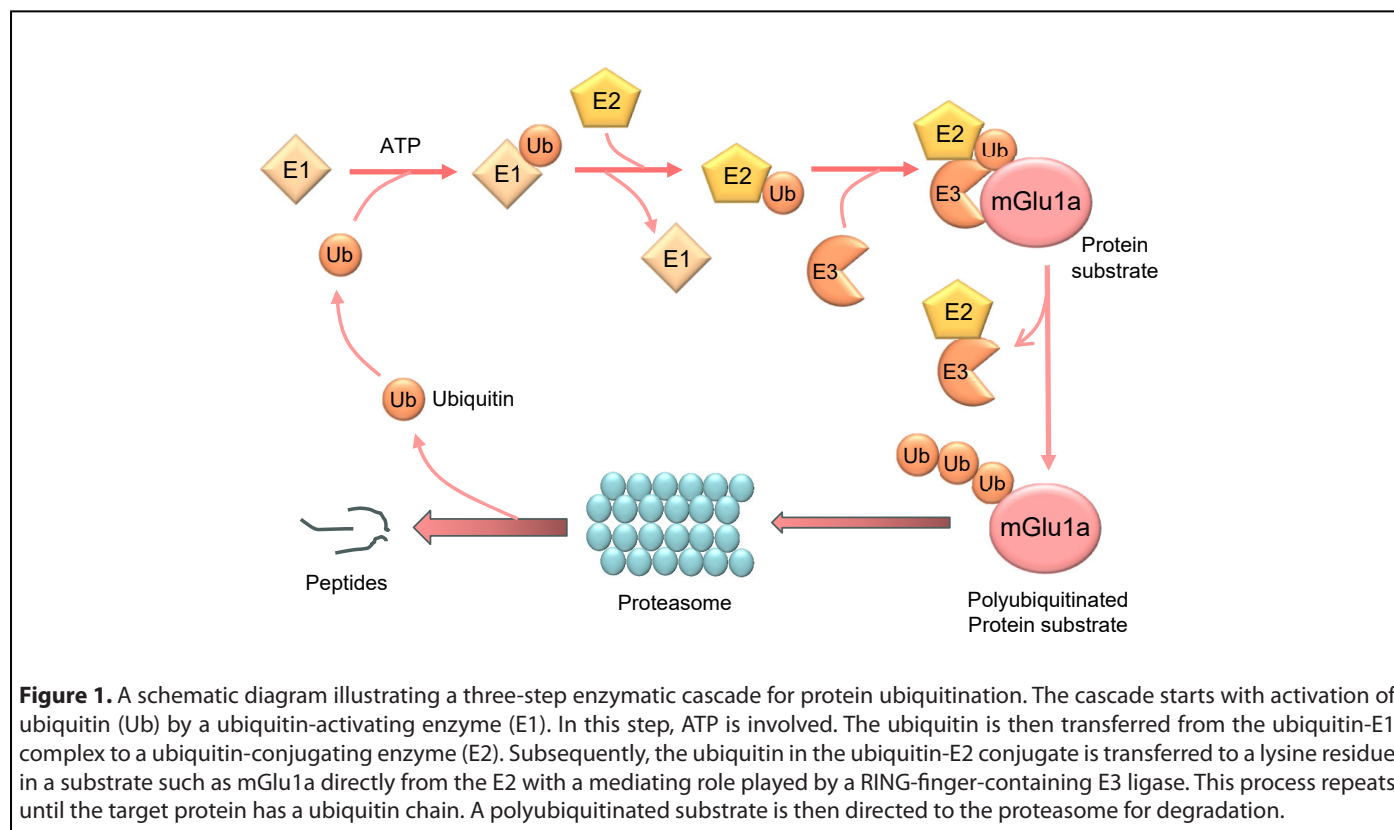 E2
ATP
Ub
E1
E1
E2
Ub
E2
Ub
E3
mGlu1a
Ub
E1
E3
Protein
substrate
E2
E3
Ub
Ubiquitin
Ub
Ub
Ub
mGlu1a
Peptides
Proteasome
Polyubiquitinated
Protein substrate
Figure 1. A schematic diagram illustrating a three-step enzymatic cascade for protein ubiquitination. The cascade starts with activation of
ubiquitin (Ub) by a ubiquitin-activating enzyme (E1). In this step, ATP is involved. The ubiquitin is then transferred from the ubiquitin-E1
complex to a ubiquitin-conjugating enzyme (E2). Subsequently, the ubiquitin in the ubiquitin-E2 conjugate is transferred to a lysine residue
in a substrate such as mGlu1a directly from the E2 with a mediating role played by a RING-finger-containing E3 ligase. This process repeats
until the target protein has a ubiquitin chain. A polyubiquitinated substrate is then directed to the proteasome for degradation.